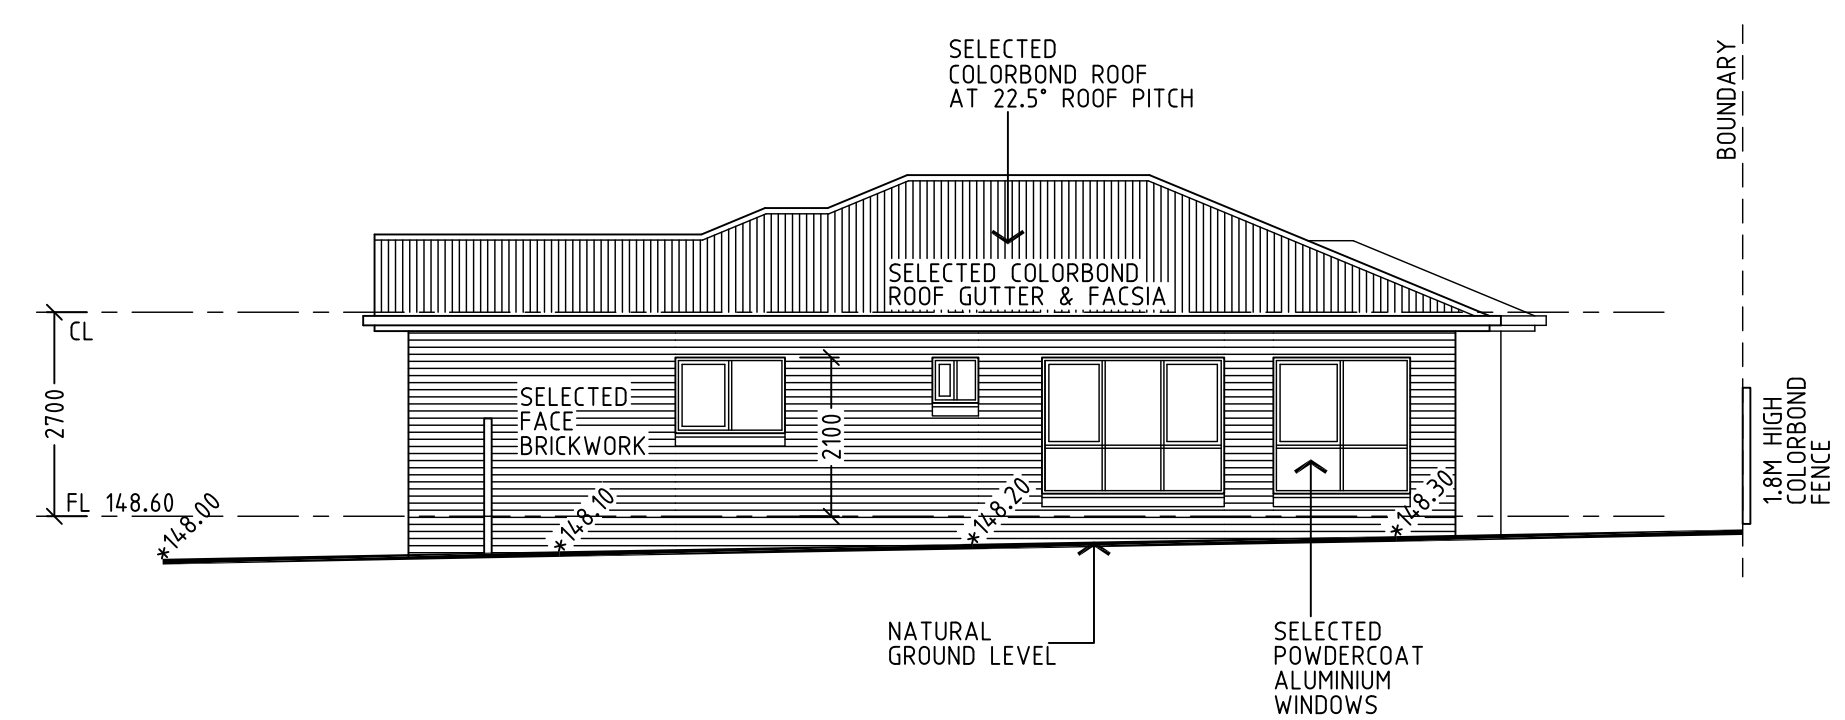 SELECTED
COLORBOND ROOF
AT 22.5° ROOF PITCH
BOUNDARY
SELECTED COLORBOND
ROOF GUTTER & FACSIA
CL
2700
SELECTED
FACE
BRICKWORK
2100
1.8M HIGH
COLORBOND
FENCE
FL 148.60
*148.00
*148.10
*148.20
*148.30
NATURAL
GROUND LEVEL
SELECTED
POWDERCOAT
ALUMINIUM
WINDOWS